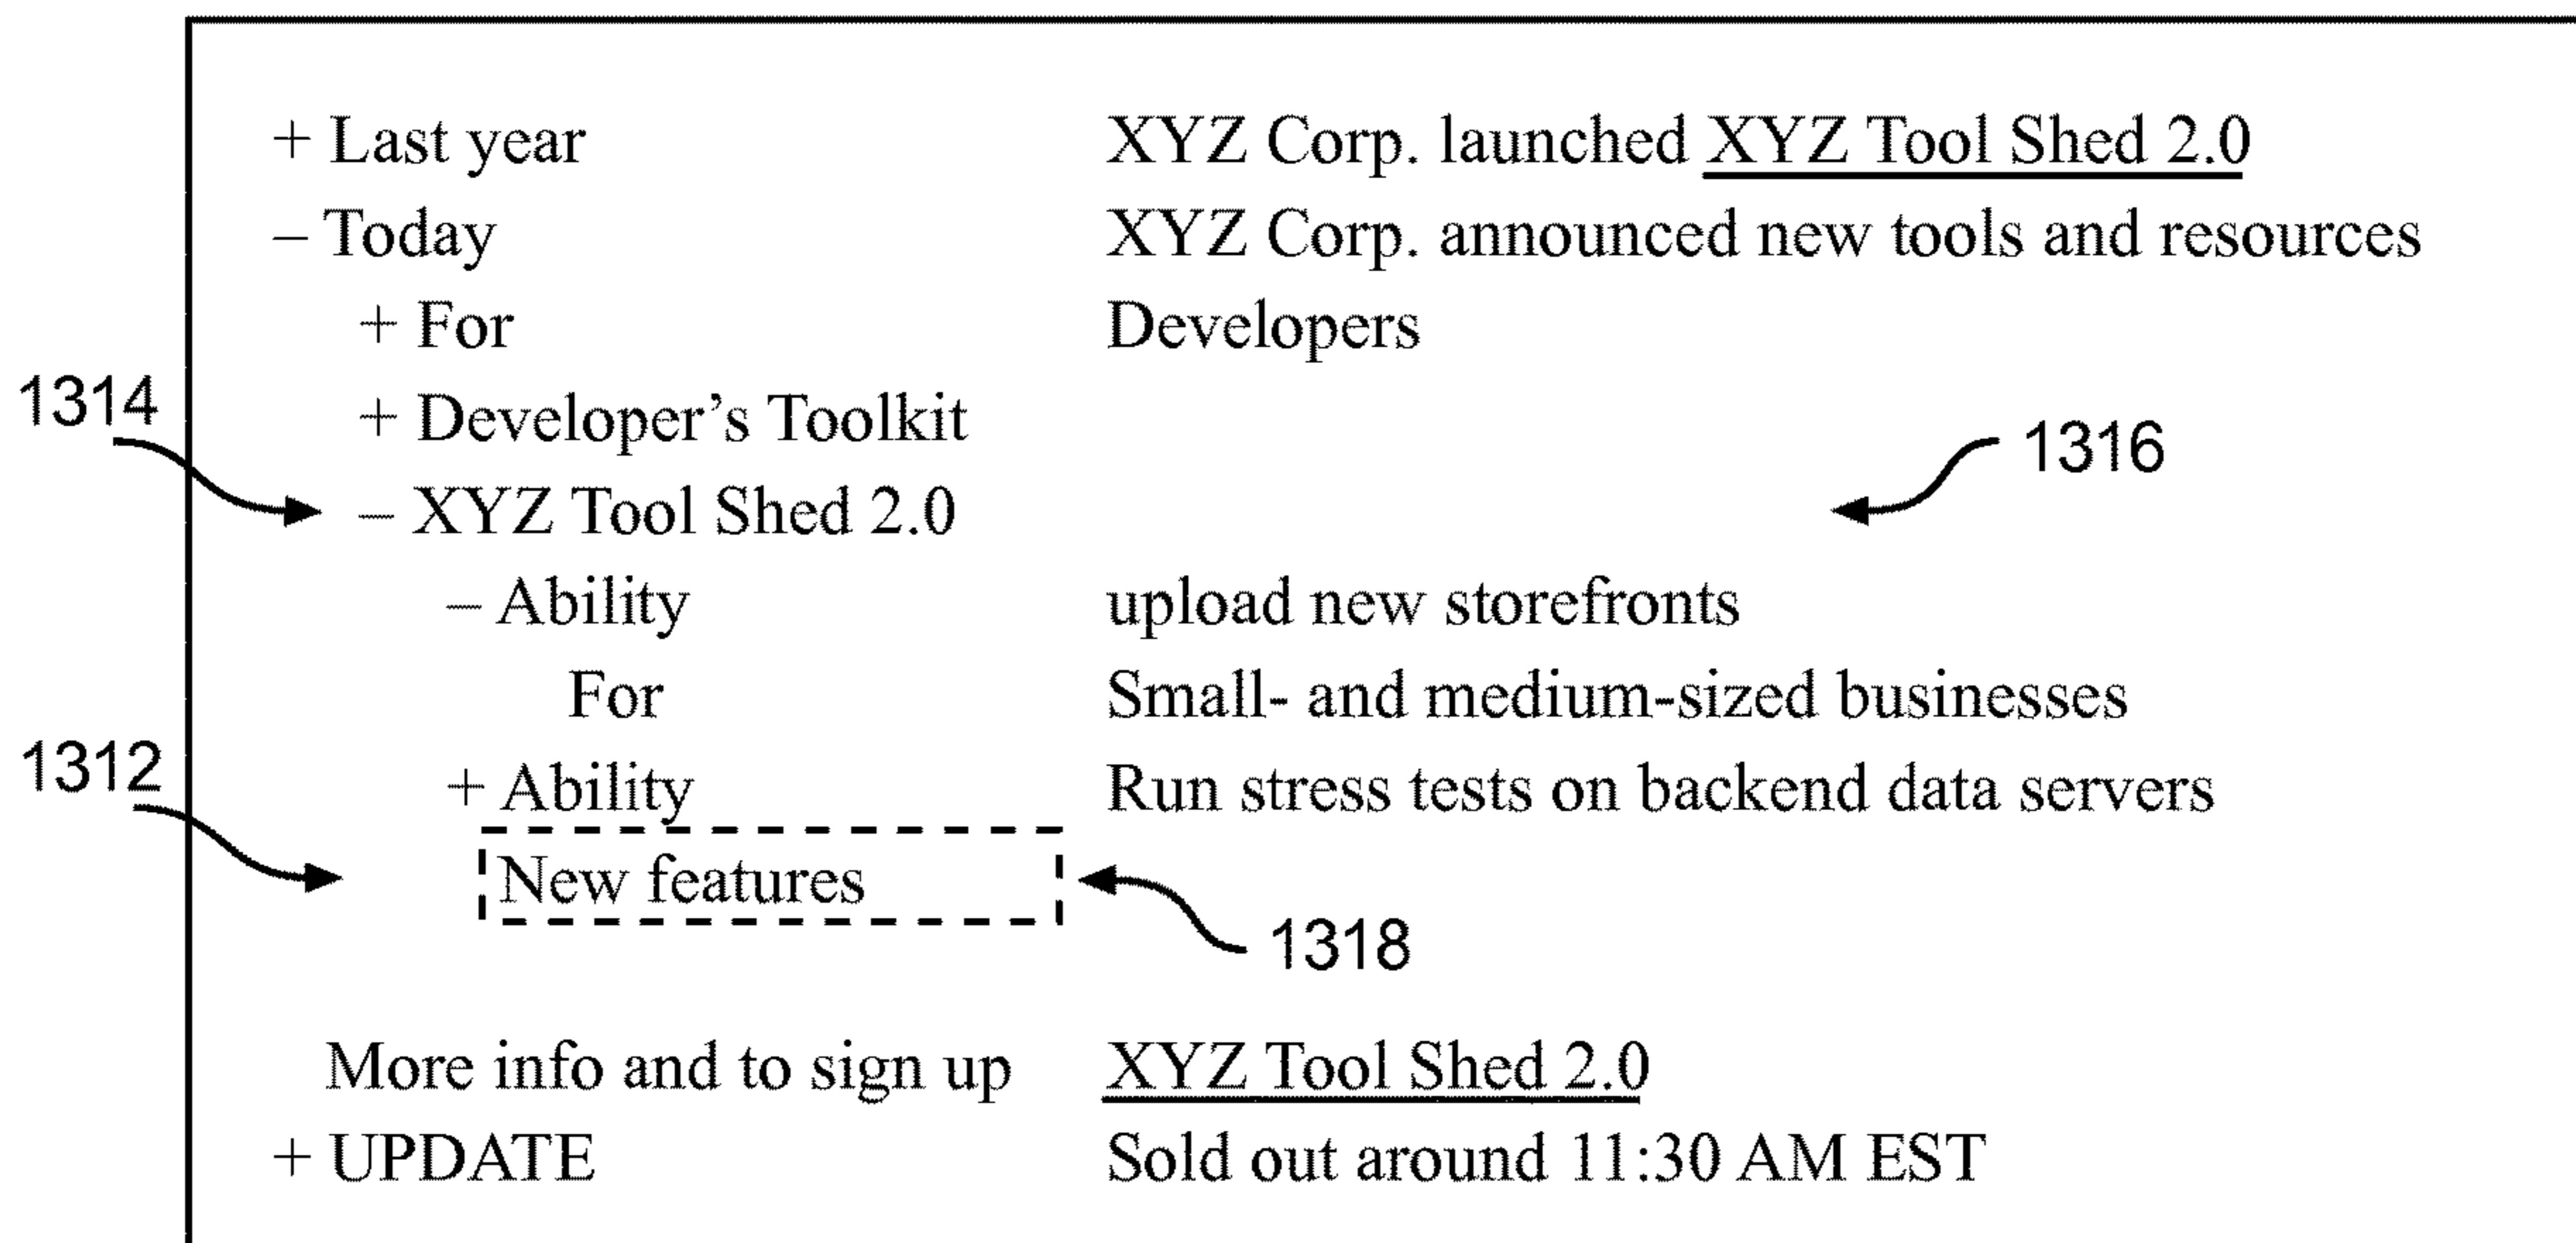 + Last year XYZ Corp. launched XYZ Tool Shed 2.0
– Today XYZ Corp. announced new tools and resources
+ For Developers
1314 + Developer’s Toolkit
1316
– XYZ Tool Shed 2.0
– Ability upload new storefronts
For Small- and medium-sized businesses
1312 + Ability Run stress tests on backend data servers
New features
1318
More info and to sign up XYZ Tool Shed 2.0
+ UPDATE Sold out around 11:30 AM EST